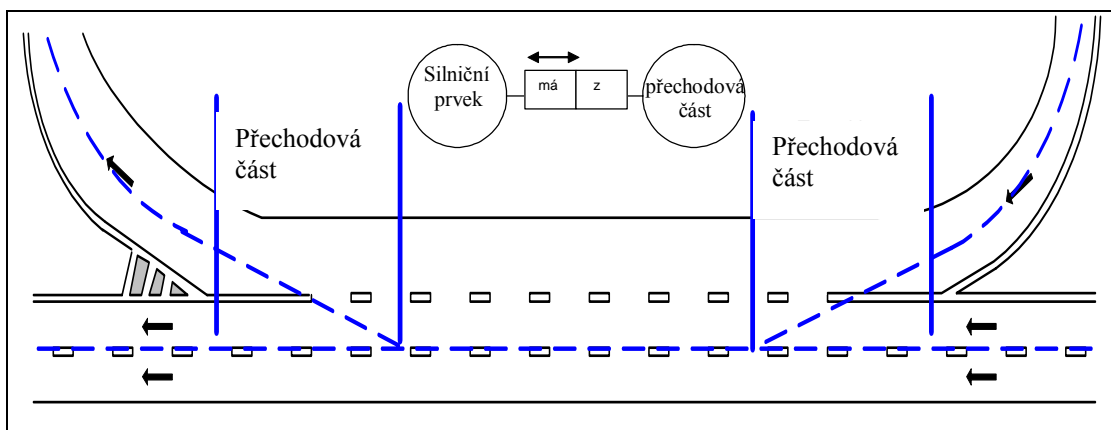 Silniční
prvek
má
z
přechodová
část
Přechodová
část
Přechodová
část